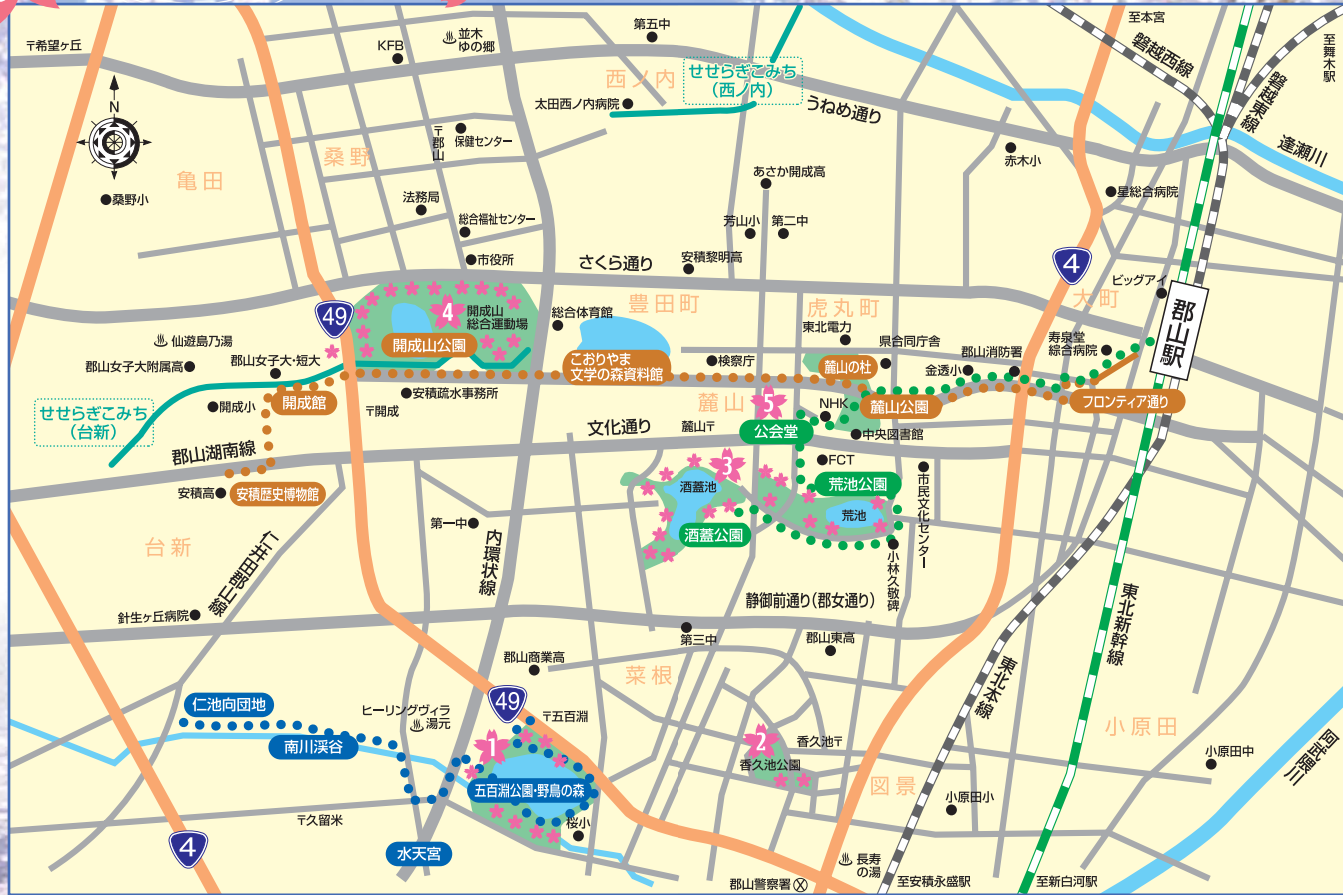 至本宮
第五中
並木
ゆの郷
〒希望ヶ丘
KFB
磐越西線
至舞木駅
磐越東線
西ノ内
せせらぎこみち
(西ノ内)
太田西ノ内病院
うねめ通り
逢瀬川
N
〒郡山
保健センター
桑野
赤木小
亀田
あさか開成高
桑野小
法務局
星総合病院
総合福祉センター
芳山小
第二中
市役所
さくら通り
安積黎明高
4
ビッグアイ
大町
郡山駅
49
4
開成山
総合運動場
豊田町
虎丸町
総合体育館
東北電力
仙遊島乃湯
開成山公園
県合同庁舎
寿泉堂
綜合病院
郡山女子大附属高
郡山女子大・短大
こおりやま
文学の森資料館
検察庁
麓山の杜
金透小
郡山消防署
安積疏水事務所
開成館
フロンティア通り
せせらぎこみち
(台新)
開成小
〒開成
麓山
5
NHK
麓山公園
文化通り
麓山〒
公会堂
中央図書館
郡山湖南線
3
FCT
安積高
安積歴史博物館
酒蓋池
荒池公園
市民文化センター
荒池
第一中
酒蓋公園
台新
仁井田郡山線
内環状線
小林久敬碑
静御前通り(郡女通り)
東北新幹線
針生ヶ丘病院
第三中
郡山東高
郡山商業高
菜根
東北本線
仁池向団地
49
ヒーリングヴィラ
湯元
〒五百淵
小原田
南川渓谷
1
2
香久池〒
香久池公園
小原田中
阿武隈川
五百淵公園・野鳥の森
図景
小原田小
〒久留米
桜小
4
水天宮
長寿
の湯
郡山警察署
至安積永盛駅
至新白河駅